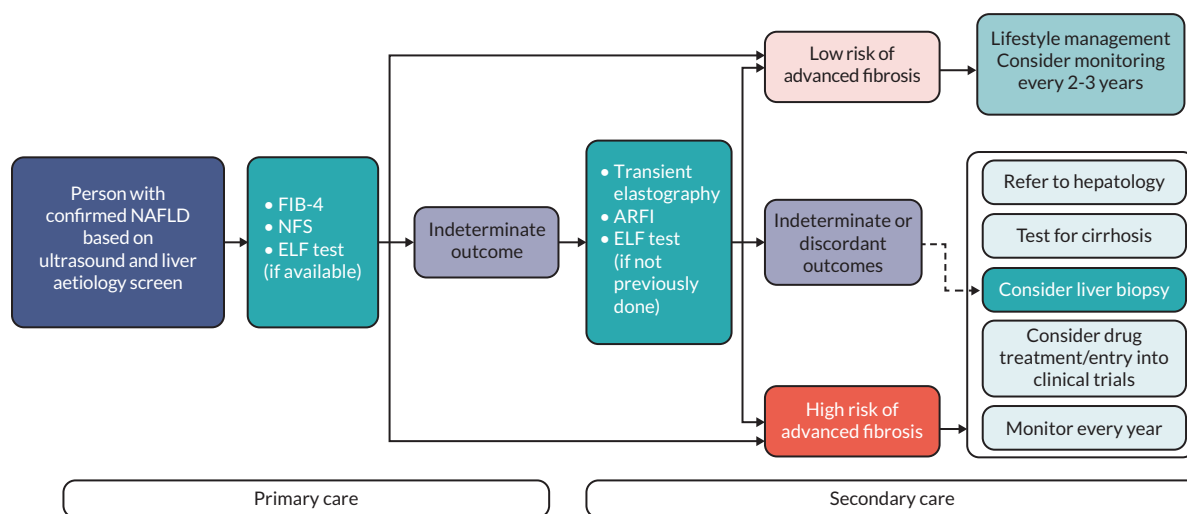 Person with
confirmed NAFLD
based on
ultrasound and liver
aetiology screen
• FIB-4
• NFS
• ELF test
(if available)
Indeterminate
outcome
• Transient
elastography
• ARFI
• ELF test
(if not
previously
done)
Low risk of
advanced fibrosis
Lifestyle management
Consider monitoring
every 2-3 years
Indeterminate or
discordant
outcomes
High risk of
advanced fibrosis
Refer to hepatology
Test for cirrhosis
Consider liver biopsy
Consider drug
treatment/entry into
clinical trials
Monitor every year
Primary care
Secondary care